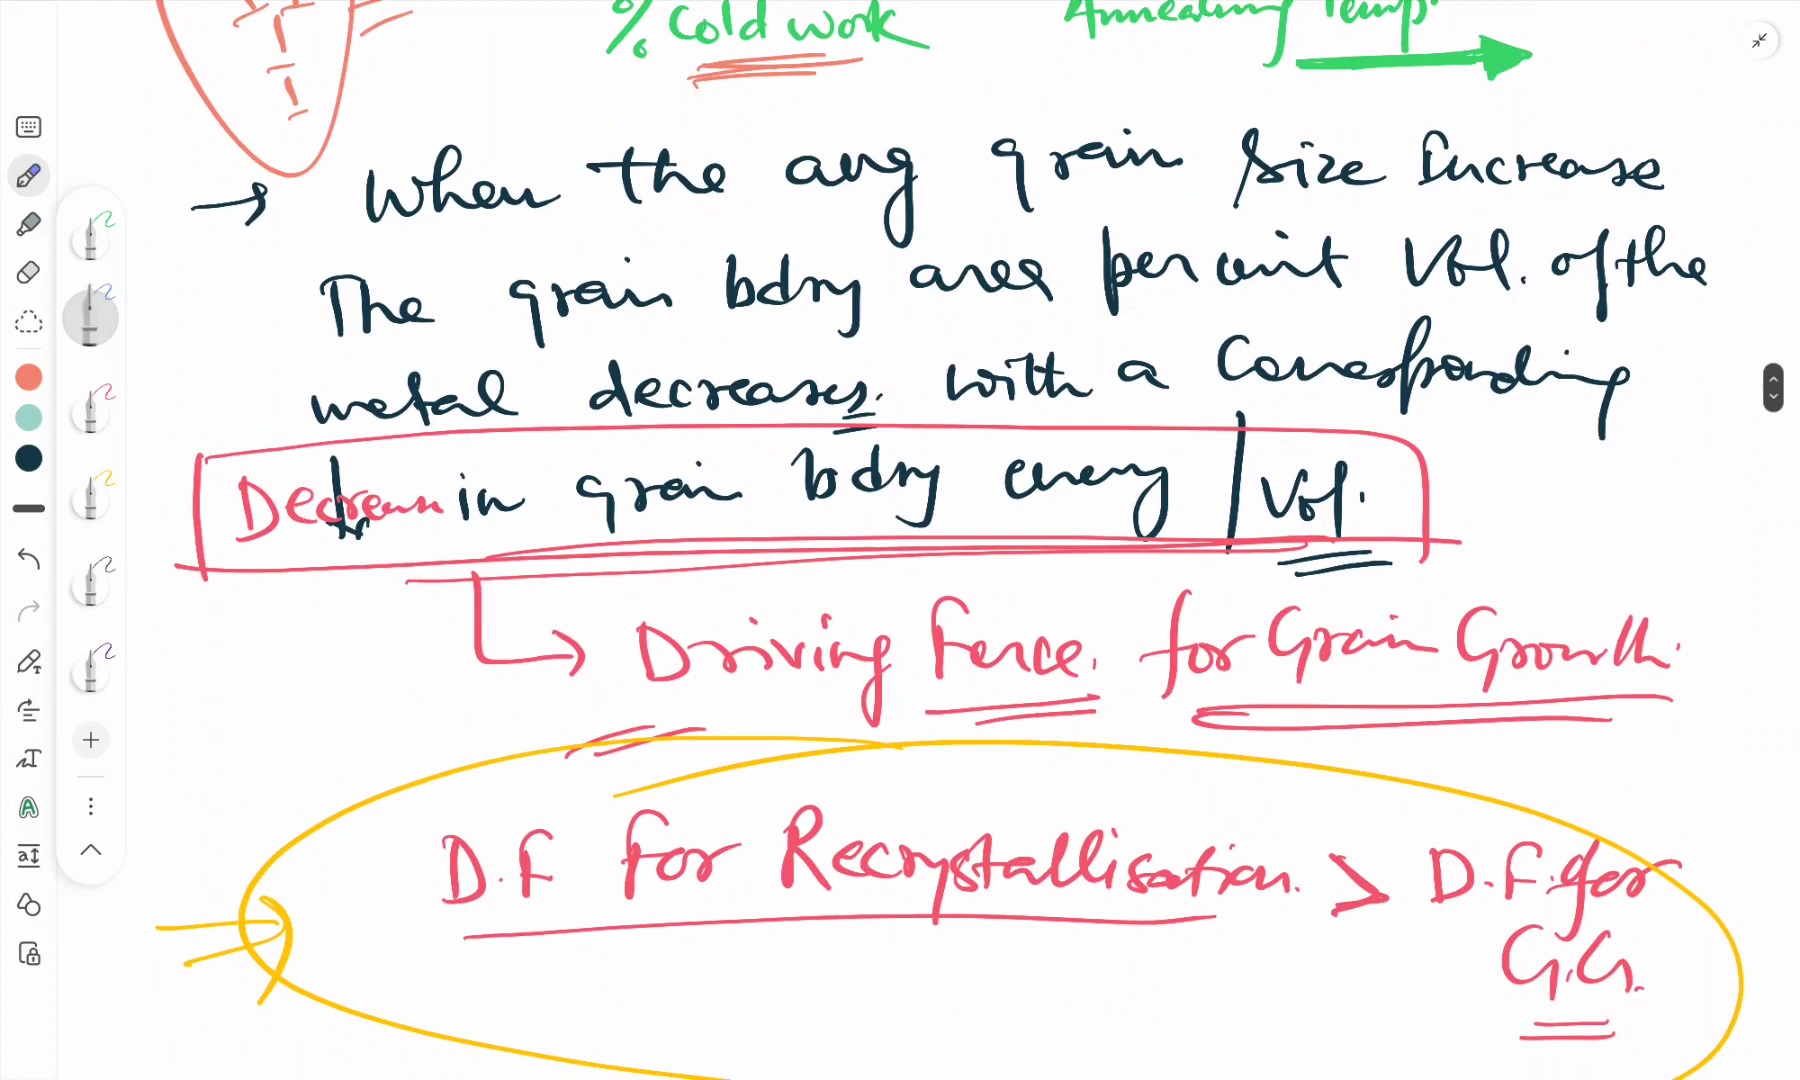 % Cold work Annealing Temp.
→ When the avg grain size Increase
The grain bdry area per unit Vol. of the
metal decreases. with a Corresponding
Decrease in grain bdry energy / Vol.
→ Driving Force. for Grain Growth.
D.F for Recrystallisation. > D.F. for
G.G.